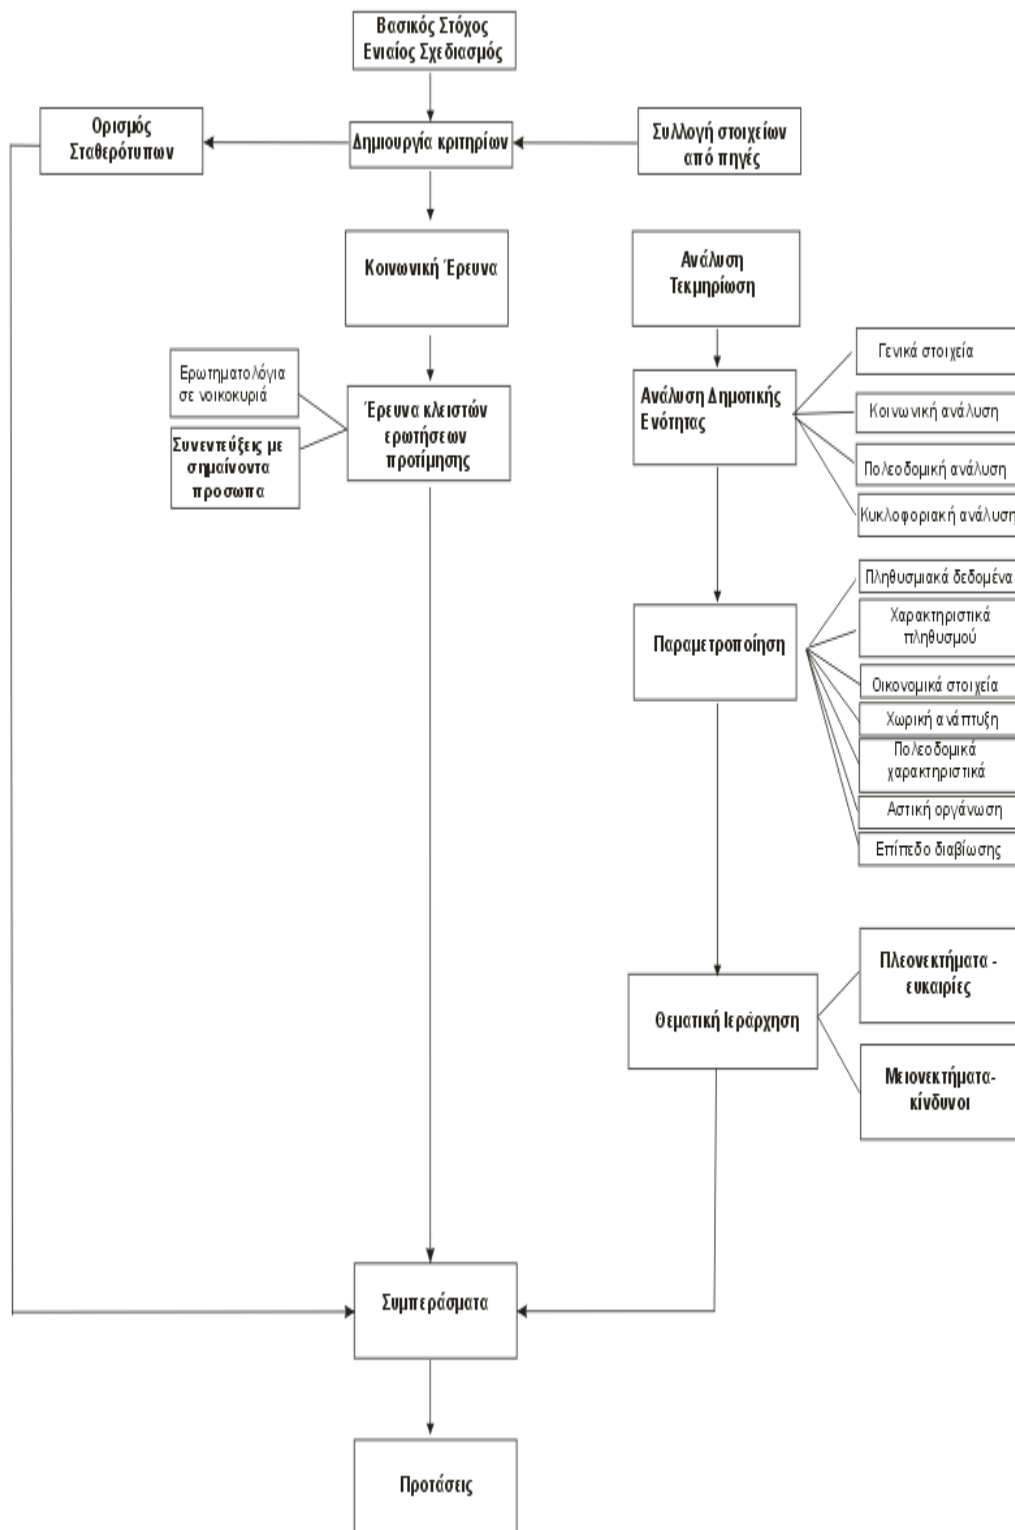 Βασικός Στόχος
Ενιαίος Σχεδιασμός
Ορισμός
Σταθερότυπων
Δημιουργία κριτηρίων
Συλλογή στοιχείων
από πηγές
Κοινωνική Έρευνα
Ανάλυση
Τεκμηρίωση
Ερωτηματολόγια
σε νοικοκυριά
Συνεντεύξεις με
σημαίνοντα
προσωπα
Έρευνα κλειστών
ερωτήσεων
προτίμησης
Ανάλυση Δημοτικής
Ενότητας
Γενικά στοιχεία
Κοινωνική ανάλυση
Πολεοδομική ανάλυση
Κυκλοφοριακή ανάλυση
Παραμετροποίηση
Πληθυσμιακά δεδομένα
Χαρακτηριστικά
πληθυσμού
Οικονομικά στοιχεία
Χωρική ανάπτυξη
Πολεοδομικά
χαρακτηριστικά
Αστική οργάνωση
Επίπεδο διαβίωσης
Θεματική Ιεράρχηση
Πλεονεκτήματα -
ευκαιρίες
Μειονεκτήματα-
κίνδυνοι
Συμπεράσματα
Προτάσεις